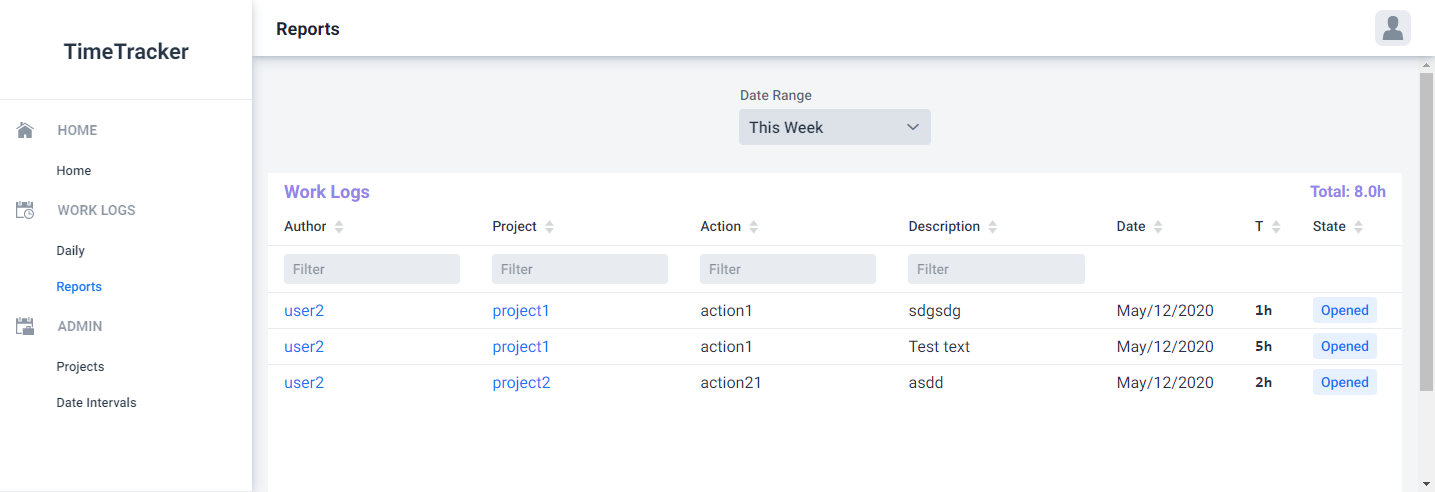 TimeTracker
Reports
HOME
Home
WORK LOGS
Daily
Reports
ADMIN
Projects
Date Intervals
Date Range
This Week
Work Logs Total: 8.0h
Author Project Action Description Date T State
Filter Filter Filter Filter
user2 project1 action1 sdgsdg May/12/2020 1h Opened
user2 project1 action1 Test text May/12/2020 5h Opened
user2 project2 action21 asdd May/12/2020 2h Opened